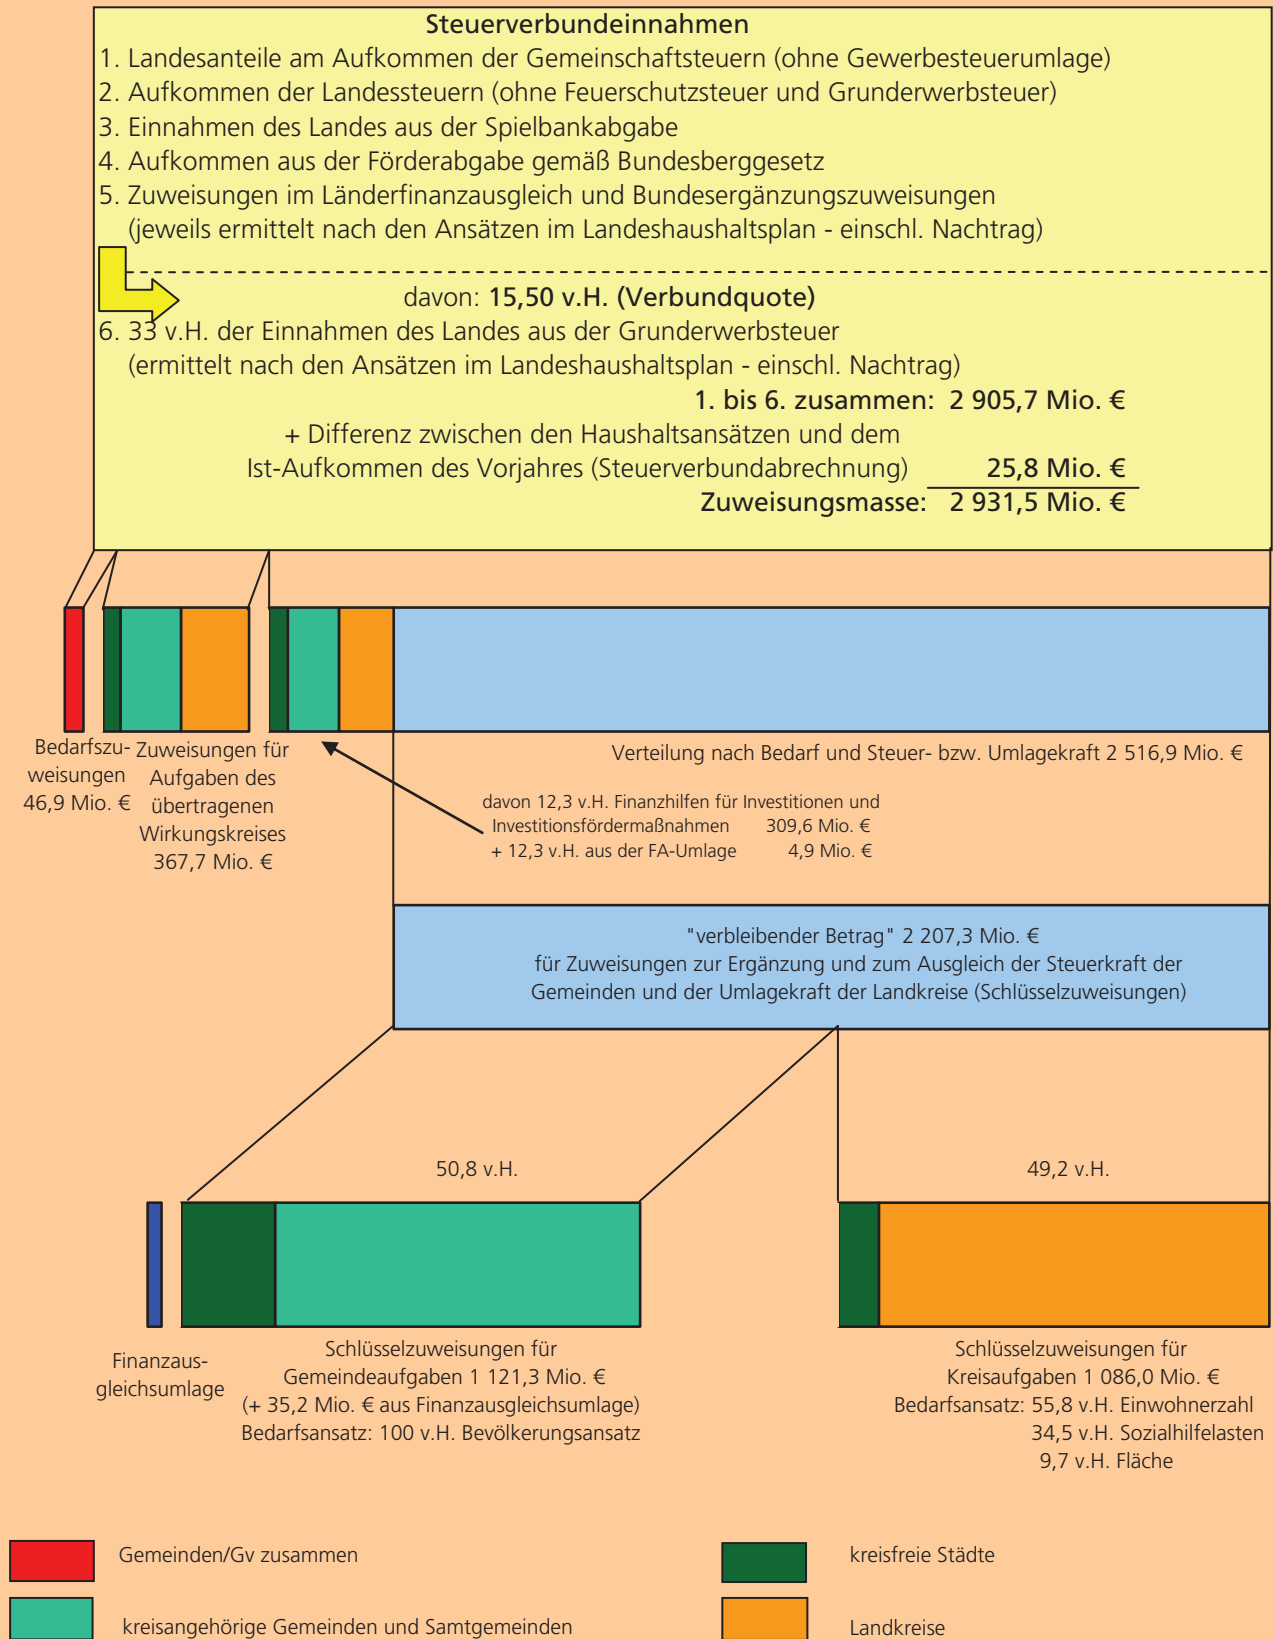 Steuerverbundeinnahmen
1. Landesanteile am Aufkommen der Gemeinschaftsteuern (ohne Gewerbesteuerumlage)
2. Aufkommen der Landessteuern (ohne Feuerschutzsteuer und Grunderwerbsteuer)
3. Einnahmen des Landes aus der Spielbankabgabe
4. Aufkommen aus der Förderabgabe gemäß Bundesberggesetz
5. Zuweisungen im Länderfinanzausgleich und Bundesergänzungszuweisungen
(jeweils ermittelt nach den Ansätzen im Landeshaushaltsplan - einschl. Nachtrag)
davon: 15,50 v.H. (Verbundquote)
6. 33 v.H. der Einnahmen des Landes aus der Grunderwerbsteuer
(ermittelt nach den Ansätzen im Landeshaushaltsplan - einschl. Nachtrag)
1. bis 6. zusammen: 2 905,7 Mio. €
+ Differenz zwischen den Haushaltsansätzen und dem
Ist-Aufkommen des Vorjahres (Steuerverbundabrechnung) 25,8 Mio. €
Zuweisungsmasse: 2 931,5 Mio. €
Bedarfszu-
weisungen
46,9 Mio. €
Zuweisungen für
Aufgaben des
übertragenen
Wirkungskreises
367,7 Mio. €
Verteilung nach Bedarf und Steuer- bzw. Umlagekraft 2 516,9 Mio. €
davon 12,3 v.H. Finanzhilfen für Investitionen und
Investitionsfördermaßnahmen 309,6 Mio. €
+ 12,3 v.H. aus der FA-Umlage 4,9 Mio. €
"verbleibender Betrag" 2 207,3 Mio. €
für Zuweisungen zur Ergänzung und zum Ausgleich der Steuerkraft der
Gemeinden und der Umlagekraft der Landkreise (Schlüsselzuweisungen)
50,8 v.H.
49,2 v.H.
Finanzaus-
gleichsumlage
Schlüsselzuweisungen für
Gemeindeaufgaben 1 121,3 Mio. €
(+ 35,2 Mio. € aus Finanzausgleichsumlage)
Bedarfsansatz: 100 v.H. Bevölkerungsansatz
Schlüsselzuweisungen für
Kreisaufgaben 1 086,0 Mio. €
Bedarfsansatz: 55,8 v.H. Einwohnerzahl
34,5 v.H. Sozialhilfelasten
9,7 v.H. Fläche
Gemeinden/Gv zusammen
kreisfreie Städte
kreisangehörige Gemeinden und Samtgemeinden
Landkreise